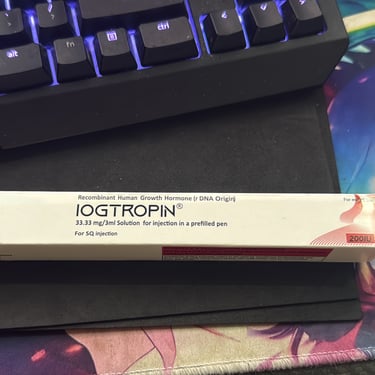 alt
fn
ctrl
Recombinant Human Growth Hormone (r DNA Origin)
IOGTROPIN®
33.33 mg/3ml Solution for injection in a prefilled pen
For SQ injection
200IU